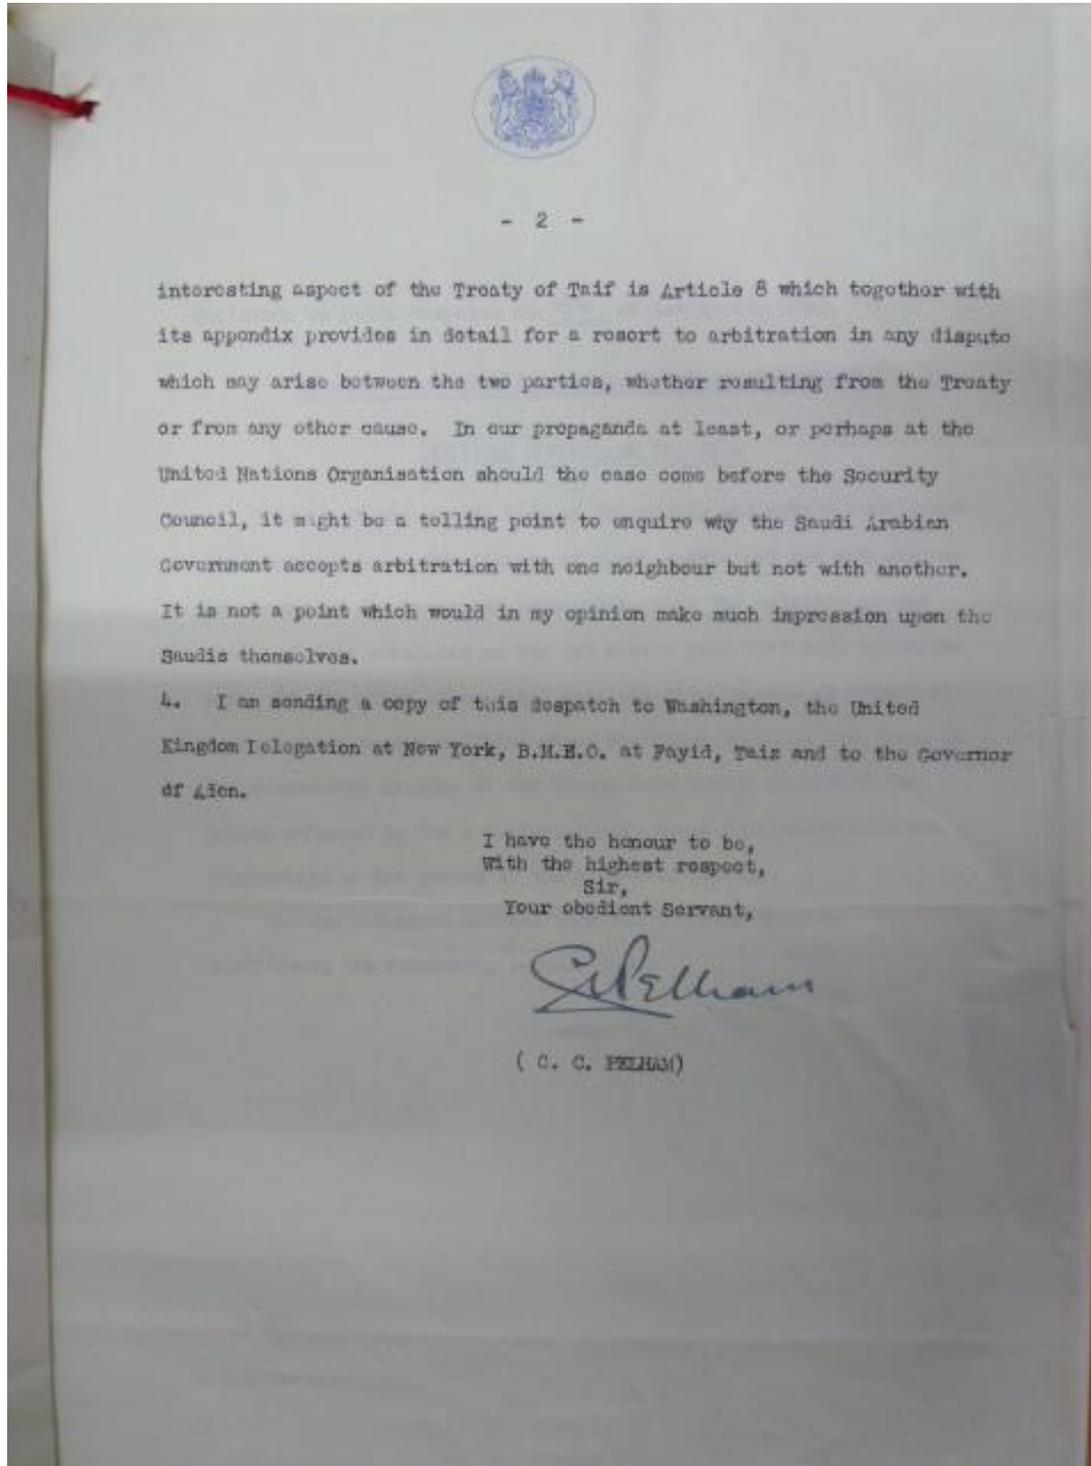 - 2 -
interesting aspect of the Treaty of Taif is Article 8 which together with
its appendix provides in detail for a resort to arbitration in any dispute
which may arise between the two parties, whether resulting from the Treaty
or from any other cause. In our propaganda at least, or perhaps at the
United Nations Organisation should the case come before the Security
Council, it might be a telling point to enquire why the Saudi Arabian
Government accepts arbitration with one neighbour but not with another.
It is not a point which would in my opinion make much impression upon the
Saudis themselves.
4. I am sending a copy of this despatch to Washington, the United
Kingdom Delegation at New York, B.M.E.O. at Fayid, Taiz and to the Governor
of Aden.
I have the honour to be,
With the highest respect,
Sir,
Your obedient Servant,
Pelham
( C. C. PELHAM)